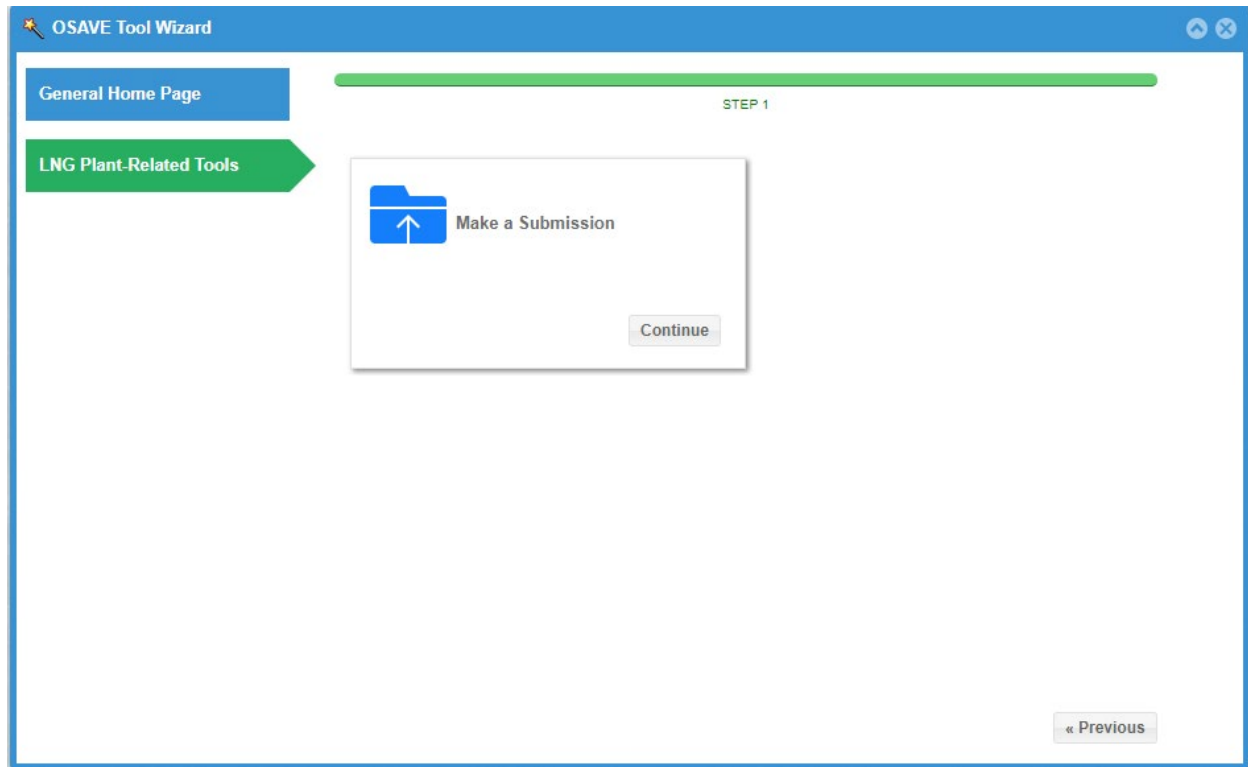 OSAVE Tool Wizard
General Home Page
STEP 1
LNG Plant-Related Tools
Make a Submission
Continue
« Previous